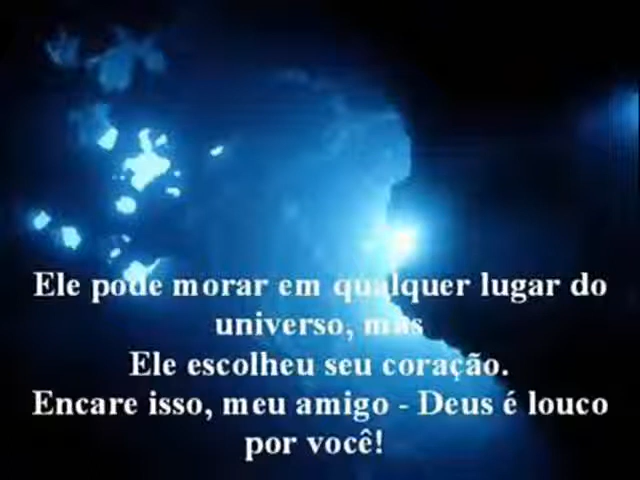 Ele pode morar em qualquer lugar do
universo, mas
Ele escolheu seu coração.
Encare isso, meu amigo - Deus é louco
por você!